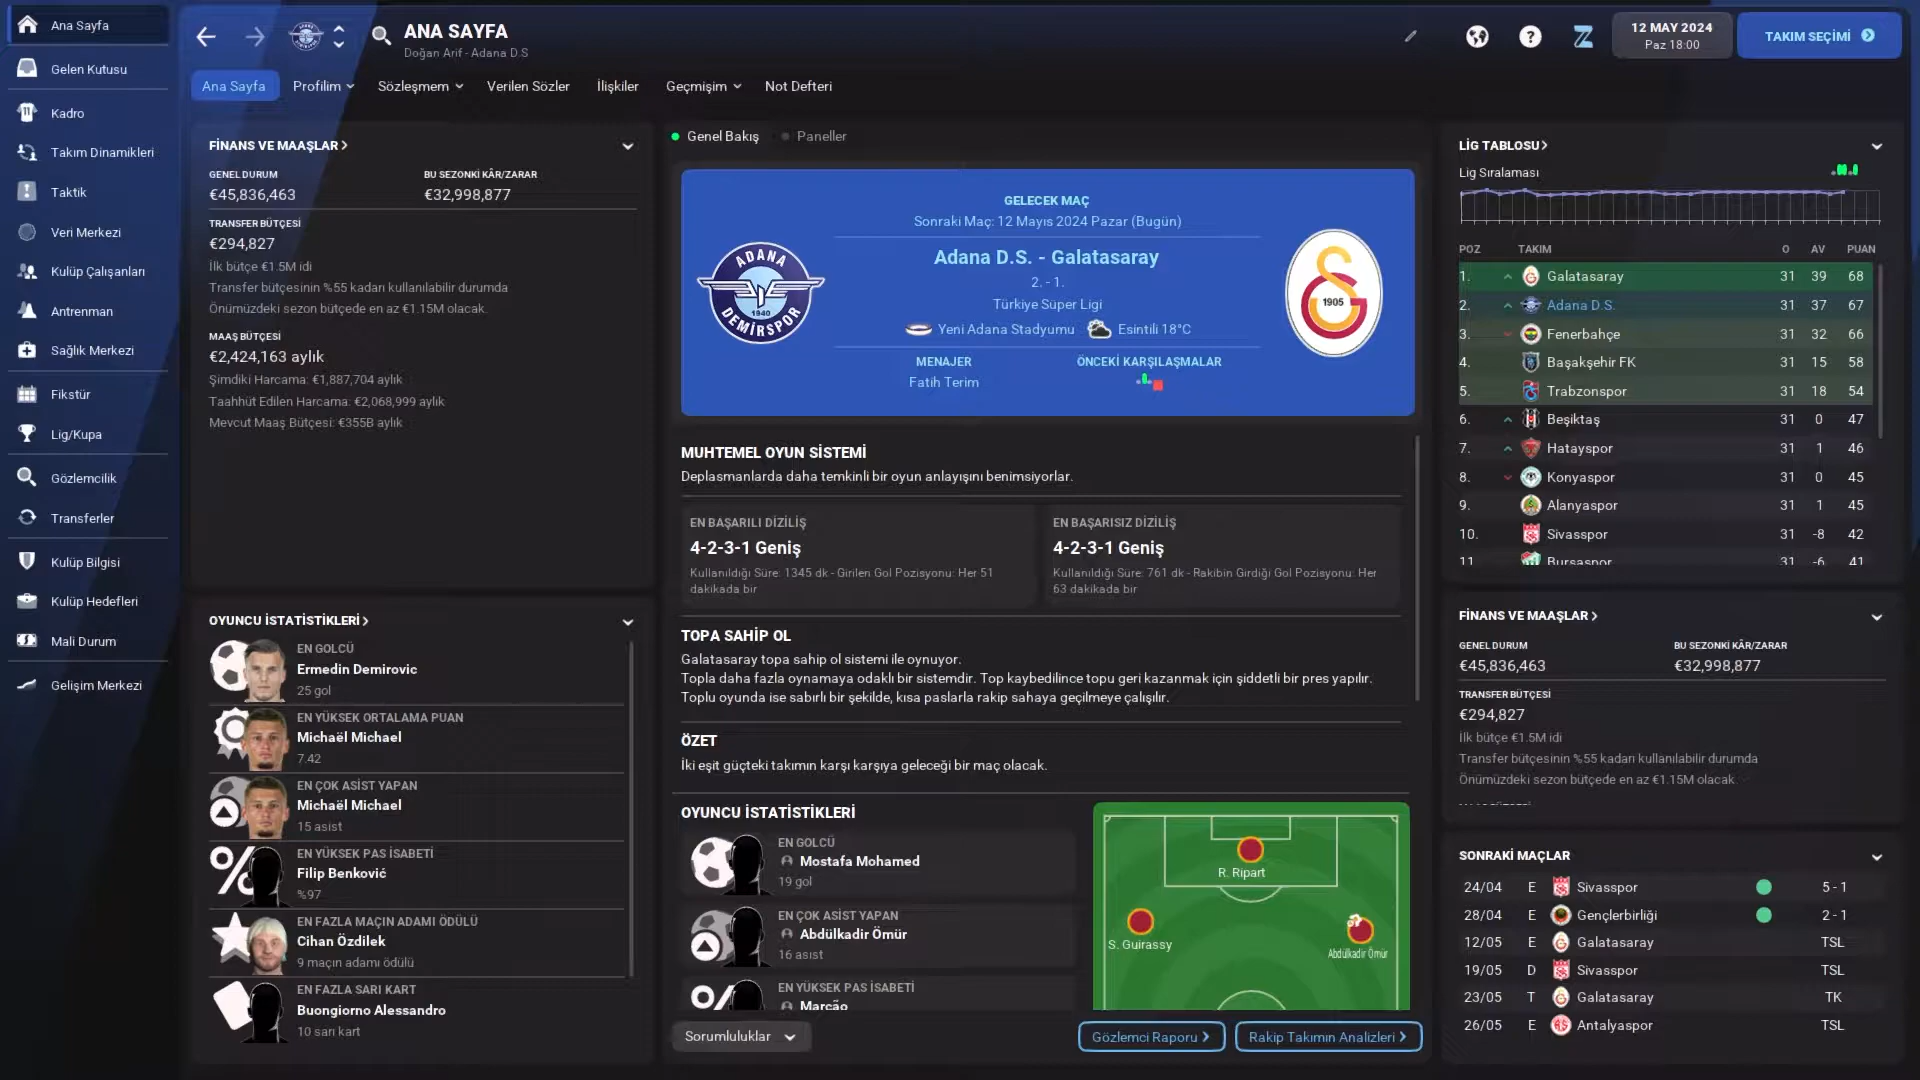 Ana Sayfa
Gelen Kutusu
Kadro
Takım Dinamikleri
Taktik
Veri Merkezi
Kulüp Çalışanları
Antrenman
Sağlık Merkezi
Fikstür
Lig/Kupa
Gözlemcilik
Transferler
Kulüp Bilgisi
Kulüp Hedefleri
Mali Durum
Gelişim Merkezi
ANA SAYFA
Doğan Arif - Adana D.S
12 MAY 2024
Paz 18:00
TAKIM SEÇİMİ
Ana Sayfa Profilim Sözleşmem Verilen Sözler İlişkiler Geçmişim Not Defteri
FİNANS VE MAAŞLAR
GENEL DURUM BU SEZONKİ KÂR/ZARAR
€45,836,463 €32,998,877
TRANSFER BÜTÇESİ
€294,827
İlk bütçe €1.5M idi
Transfer bütçesinin %55 kadarı kullanılabilir durumda
Önümüzdeki sezon bütçede en az €1.15M olacak.
MAAŞ BÜTÇESİ
€2,424,163 aylık
Şimdiki Harcama: €1,887,704 aylık
Taahhüt Edilen Harcama: €2,068,999 aylık
Mevcut Maaş Bütçesi: €355B aylık
OYUNCU İSTATİSTİKLERİ
EN GOLCÜ
Ermedin Demirovic
25 gol
EN YÜKSEK ORTALAMA PUAN
Michaël Michael
7.42
EN ÇOK ASİST YAPAN
Michaël Michael
15 asist
EN YÜKSEK PAS İSABETİ
Filip Benković
%97
EN FAZLA MAÇIN ADAMI ÖDÜLÜ
Cihan Özdilek
9 maçın adamı ödülü
EN FAZLA SARI KART
Buongiorno Alessandro
10 sarı kart
Genel Bakış Paneller
GELECEK MAÇ
Sonraki Maç: 12 Mayıs 2024 Pazar (Bugün)
Adana D.S. - Galatasaray
2. - 1.
Türkiye Süper Ligi
Yeni Adana Stadyumu Esintili 18°C
MENAJER ÖNCEKİ KARŞILAŞMALAR
Fatih Terim
ADANA
1940
DEMİRSPOR
1905
MUHTEMEL OYUN SİSTEMİ
Deplasmanlarda daha temkinli bir oyun anlayışını benimsiyorlar.
EN BAŞARILI DİZİLİŞ
4-2-3-1 Geniş
Kullanıldığı Süre: 1345 dk - Girilen Gol Pozisyonu: Her 51
dakikada bir
EN BAŞARISIZ DİZİLİŞ
4-2-3-1 Geniş
Kullanıldığı Süre: 761 dk - Rakibin Girdiği Gol Pozisyonu: Her
63 dakikada bir
TOPA SAHİP OL
Galatasaray topa sahip ol sistemi ile oynuyor.
Topla daha fazla oynamaya odaklı bir sistemdir. Top kaybedilince topu geri kazanmak için şiddetli bir pres yapılır.
Toplu oyunda ise sabırlı bir şekilde, kısa paslarla rakip sahaya geçilmeye çalışılır.
ÖZET
İki eşit güçteki takımın karşı karşıya geleceği bir maç olacak.
OYUNCU İSTATİSTİKLERİ
EN GOLCÜ
Mostafa Mohamed
19 gol
EN ÇOK ASİST YAPAN
Abdülkadir Ömür
16 asist
EN YÜKSEK PAS İSABETİ
Marcão
R. Ripart
S. Guirassy
Abdülkadir Ömür
Sorumluluklar
Gözlemci Raporu
Rakip Takımın Analizleri
LİG TABLOSU
Lig Sıralaması
POZ TAKIM O AV PUAN
1. Galatasaray 31 39 68
2. Adana D.S. 31 37 67
3. Fenerbahçe 31 32 66
4. Başakşehir FK 31 15 58
5. Trabzonspor 31 18 54
6. Beşiktaş 31 0 47
7. Hatayspor 31 1 46
8. Konyaspor 31 0 45
9. Alanyaspor 31 1 45
10. Sivasspor 31 -8 42
11. Bursaspor 31 -6 41
FİNANS VE MAAŞLAR
GENEL DURUM BU SEZONKİ KÂR/ZARAR
€45,836,463 €32,998,877
TRANSFER BÜTÇESİ
€294,827
İlk bütçe €1.5M idi
Transfer bütçesinin %55 kadarı kullanılabilir durumda
Önümüzdeki sezon bütçede en az €1.15M olacak.
SONRAKİ MAÇLAR
24/04 E Sivasspor 5 - 1
28/04 E Gençlerbirliği 2 - 1
12/05 E Galatasaray TSL
19/05 D Sivasspor TSL
23/05 T Galatasaray TK
26/05 E Antalyaspor TSL